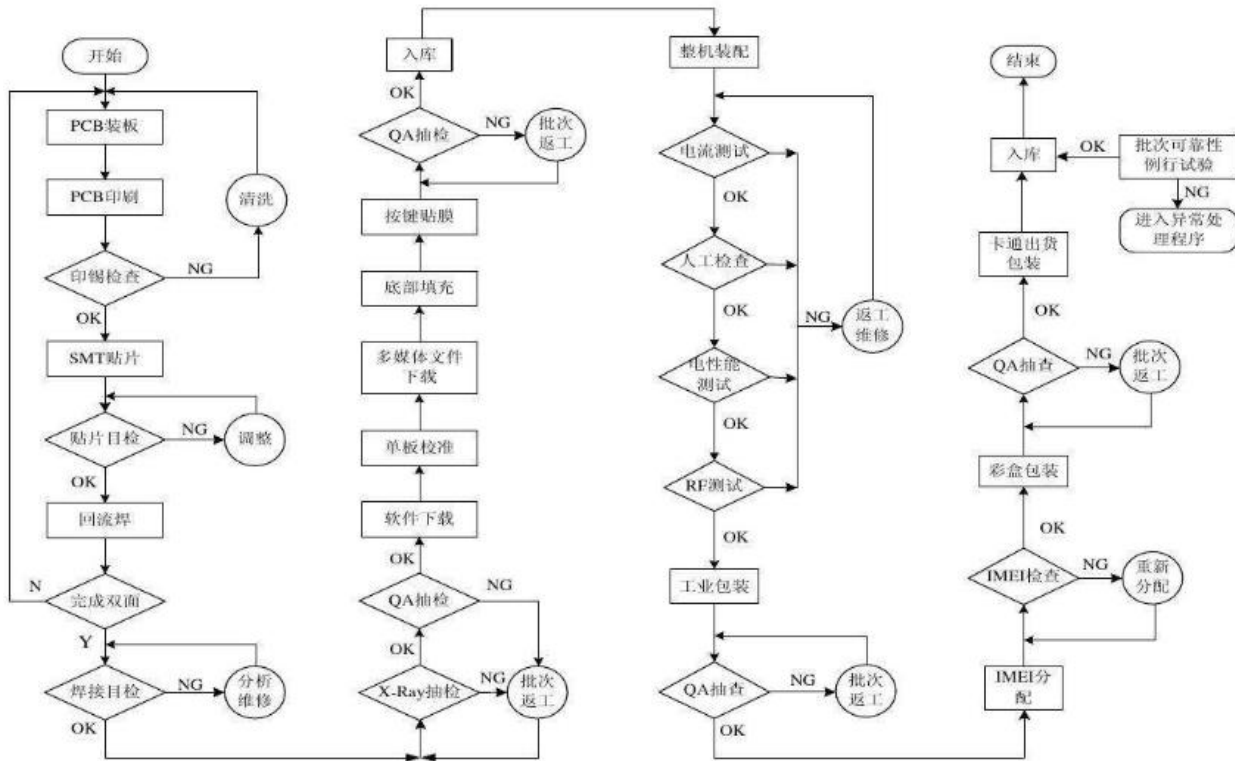 开始
PCB装板
PCB印刷
清洗
印锡检查
NG
OK
SMT贴片
贴片目检
NG
调整
OK
回流焊
N
完成双面
Y
焊接目检
NG
分析
维修
OK
入库
OK
QA抽检
NG
批次
返工
按键贴膜
底部填充
多媒体文件
下载
单板校准
软件下载
OK
QA抽检
NG
OK
X-Ray抽检
NG
批次
返工
整机装配
电流测试
OK
人工检查
OK
NG
返工
维修
电性能
测试
OK
RF测试
OK
工业包装
QA抽查
NG
批次
返工
OK
结束
入库
OK
批次可靠性
例行试验
NG
进入异常处
理程序
卡通出货
包装
OK
QA抽查
NG
批次
返工
彩盒包装
OK
IMEI检查
NG
重新
分配
IMEI分
配